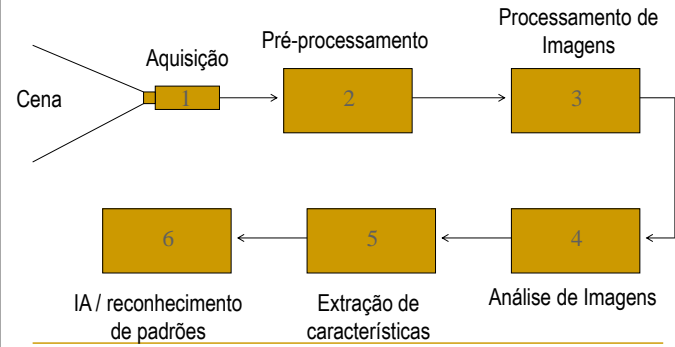 Processamento de
Imagens
Pré-processamento
Aquisição
Cena
1
2
3
6
5
4
IA / reconhecimento
de padrões
Extração de
características
Análise de Imagens